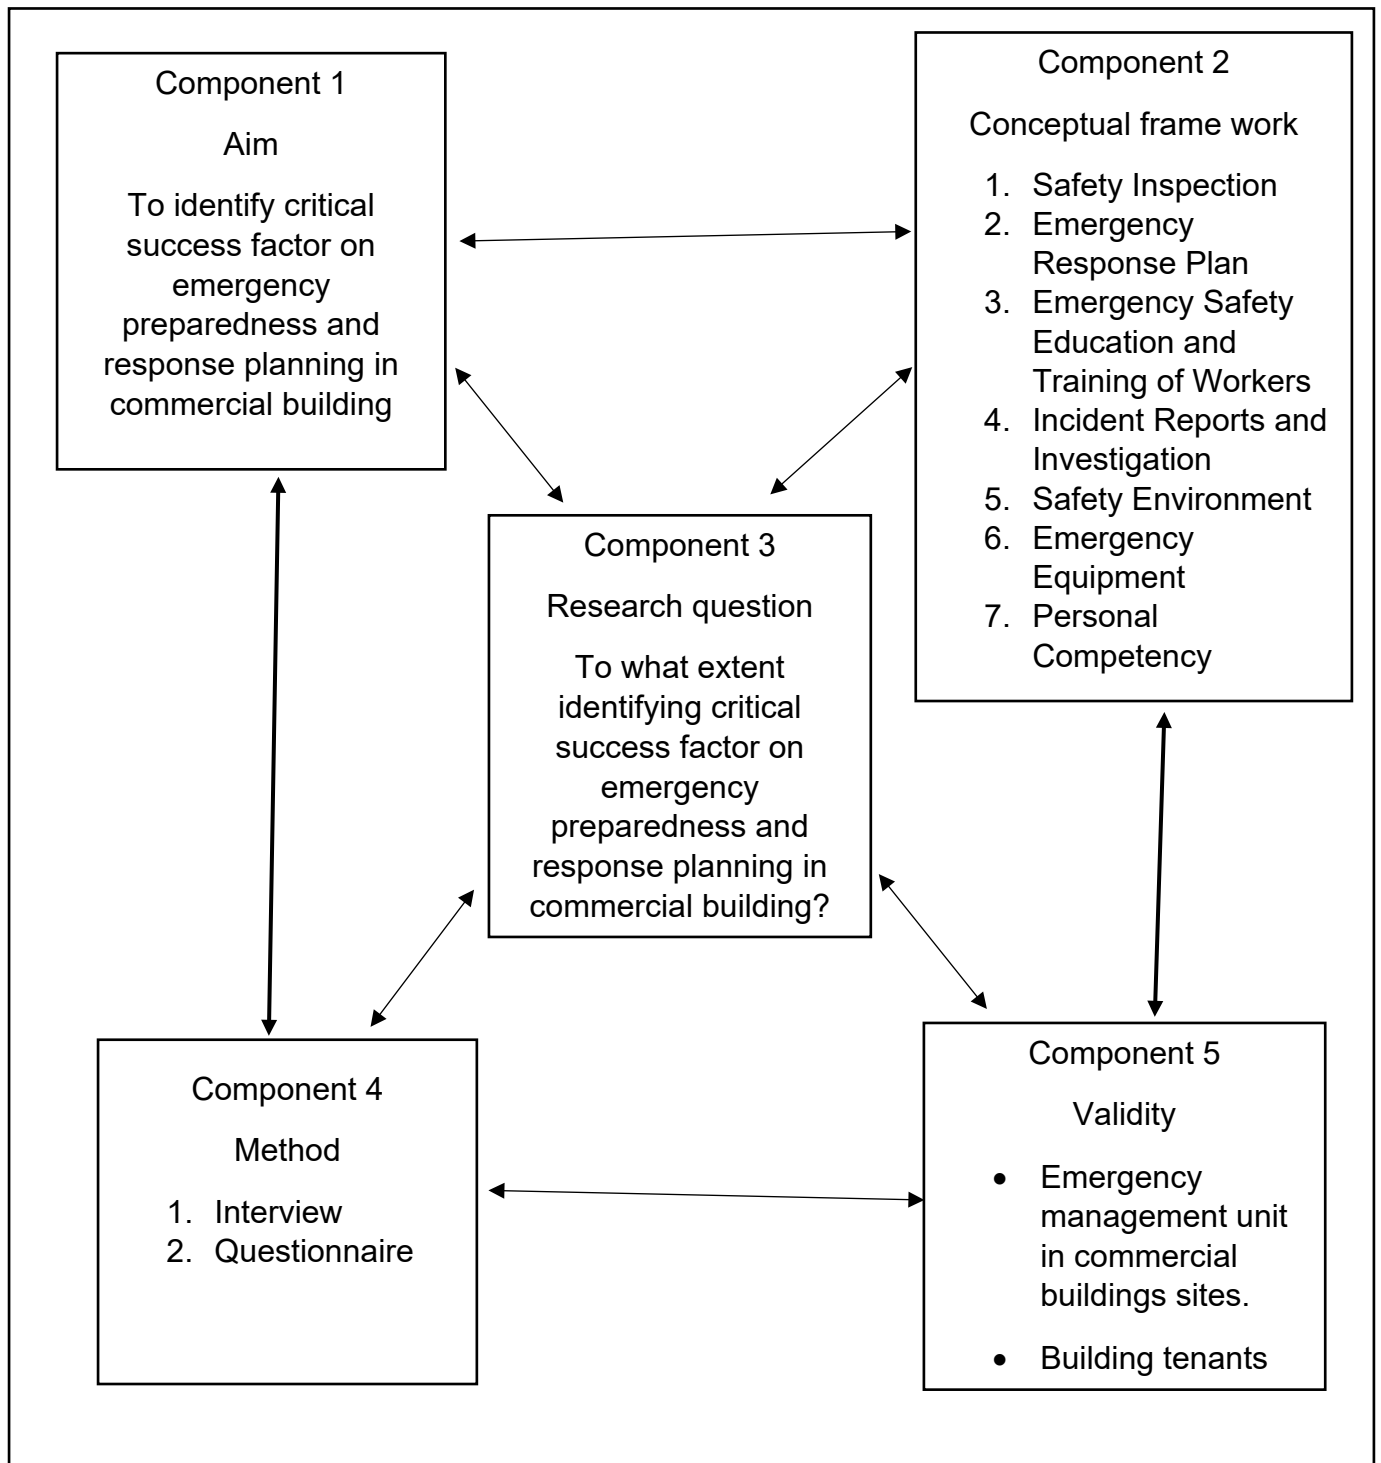 Component 1
Aim
To identify critical
success factor on
emergency
preparedness and
response planning in
commercial building
Component 2
Conceptual frame work
1. Safety Inspection
2. Emergency
Response Plan
3. Emergency Safety
Education and
Training of Workers
4. Incident Reports and
Investigation
5. Safety Environment
6. Emergency
Equipment
7. Personal
Competency
Component 3
Research question
To what extent
identifying critical
success factor on
emergency
preparedness and
response planning in
commercial building?
Component 4
Method
1. Interview
2. Questionnaire
Component 5
Validity
• Emergency
management unit
in commercial
buildings sites.
• Building tenants